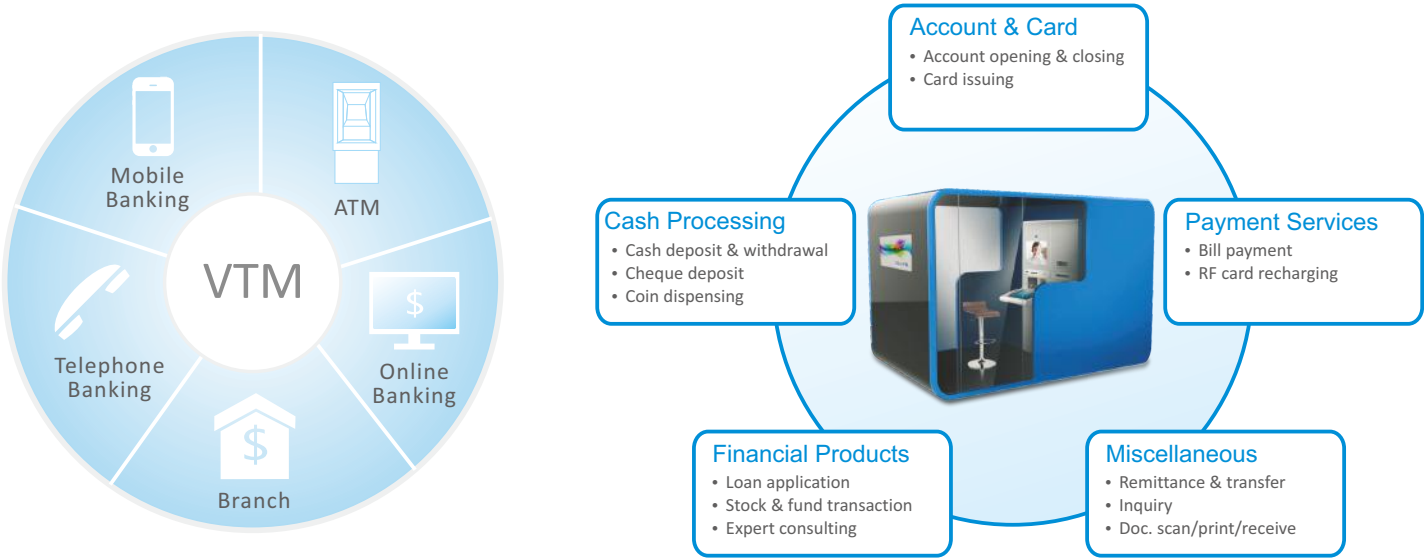 Mobile
Banking
ATM
VTM
$
Online
Banking
Telephone
Banking
$
Branch
Account & Card
• Account opening & closing
• Card issuing
Cash Processing
• Cash deposit & withdrawal
• Cheque deposit
• Coin dispensing
Payment Services
• Bill payment
• RF card recharging
Financial Products
• Loan application
• Stock & fund transaction
• Expert consulting
Miscellaneous
• Remittance & transfer
• Inquiry
• Doc. scan/print/receive